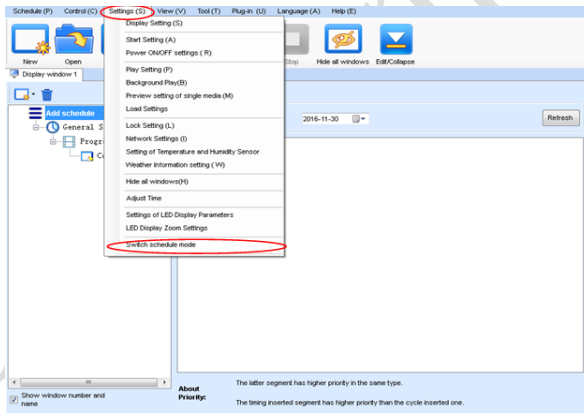 Schedule (P) Control (C) Settings (S) View (V) Tool (T) Plug-in (U) Language (A) Help (E)
New Open Stop Hide all windows Edit/Collapse
Display window 1
Display Setting (S)
Start Setting (A)
Power ON/OFF settings ( R)
Play Setting (P)
Background Play(B)
Preview setting of single media (M)
Load Settings
Lock Setting (L)
Network Settings (I)
Setting of Temperature and Humidity Sensor
Weather Information setting ( W)
Hide all windows(H)
Adjust Time
Settings of LED Display Parameters
LED Display Zoom Settings
Switch schedule mode
Add schedule
General S
Progr
Co
2016-11-30
Refresh
Show window number and
name
About
Priority:
The latter segment has higher priority in the same type.
The timing inserted segment has higher priority than the cycle inserted one.